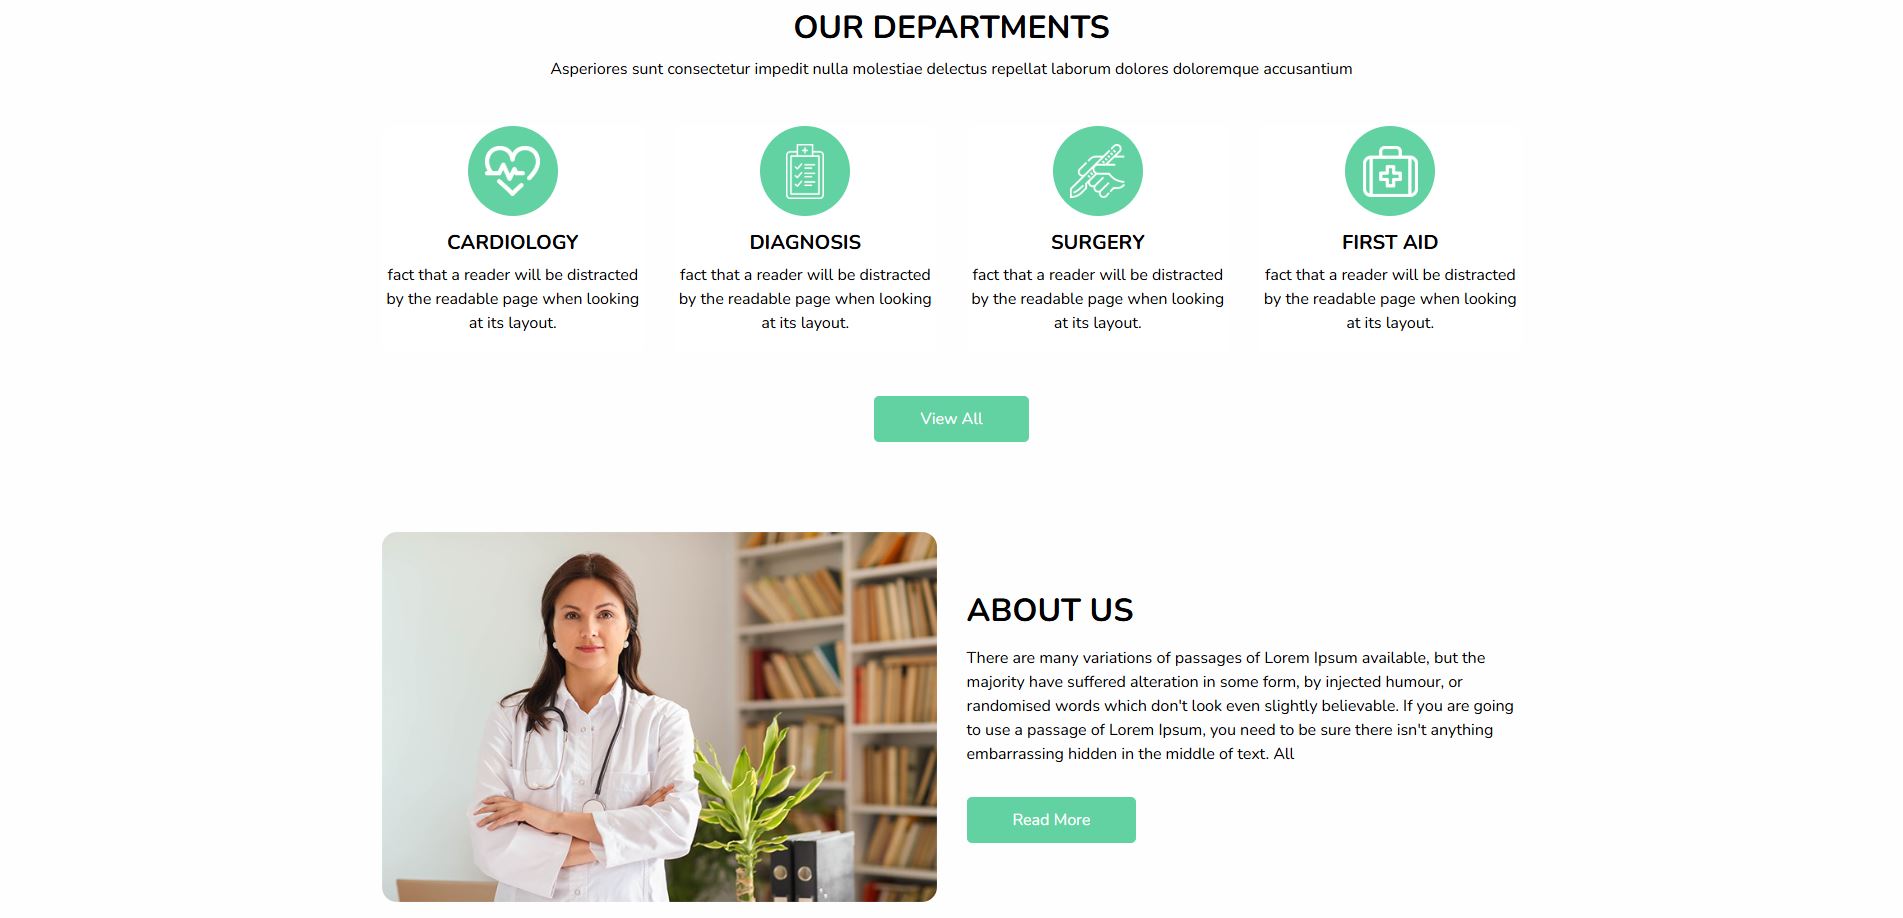 OUR DEPARTMENTS
Asperiores sunt consectetur impedit nulla molestiae delectus repellat laborum dolores doloremque accusantium
CARDIOLOGY
fact that a reader will be distracted
by the readable page when looking
at its layout.
DIAGNOSIS
fact that a reader will be distracted
by the readable page when looking
at its layout.
SURGERY
fact that a reader will be distracted
by the readable page when looking
at its layout.
FIRST AID
fact that a reader will be distracted
by the readable page when looking
at its layout.
View All
ABOUT US
There are many variations of passages of Lorem Ipsum available, but the
majority have suffered alteration in some form, by injected humour, or
randomised words which don't look even slightly believable. If you are going
to use a passage of Lorem Ipsum, you need to be sure there isn't anything
embarrassing hidden in the middle of text. All
Read More